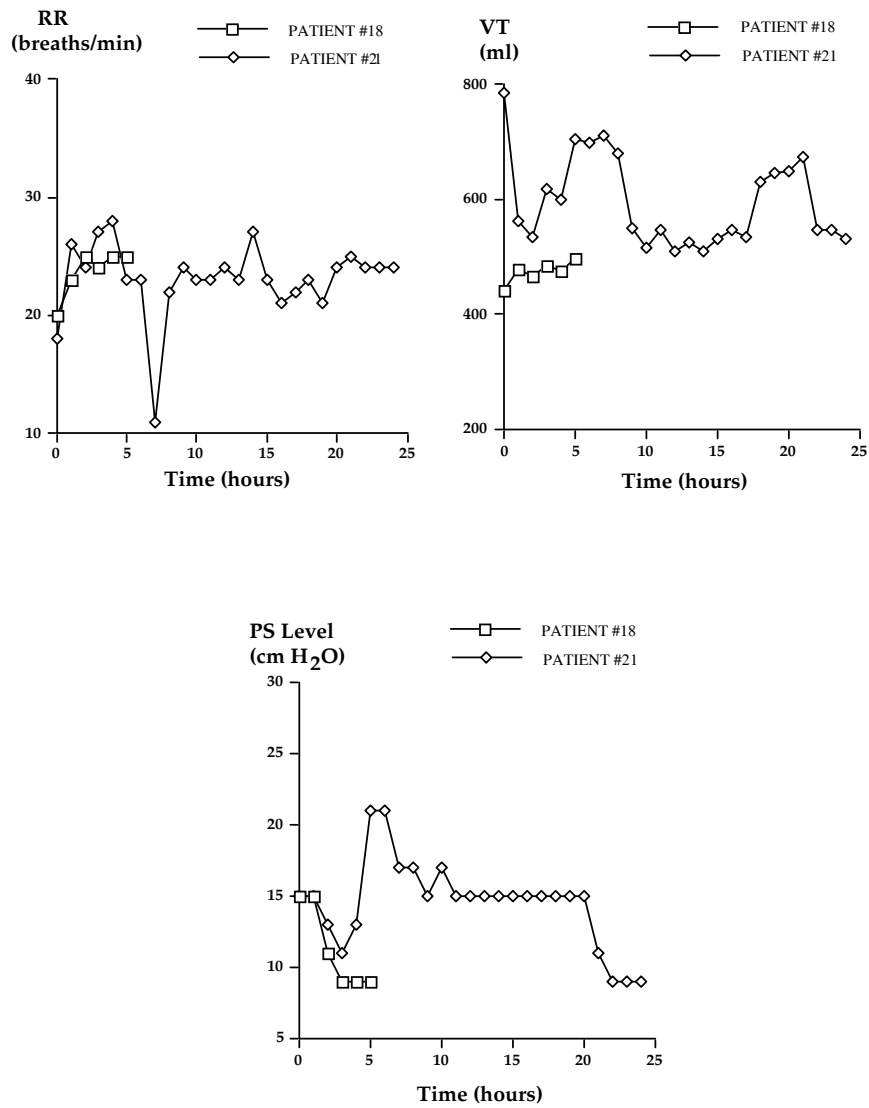 RR
(breaths/min)
PATIENT #18
PATIENT #21
40
30
20
10
0
5
10
15
20
25
Time (hours)
VT
(ml)
PATIENT #18
PATIENT #21
800
600
400
200
0
5
10
15
20
25
Time (hours)
PS Level
(cm H₂O)
PATIENT #18
PATIENT #21
30
25
20
15
10
5
0
5
10
15
20
25
Time (hours)